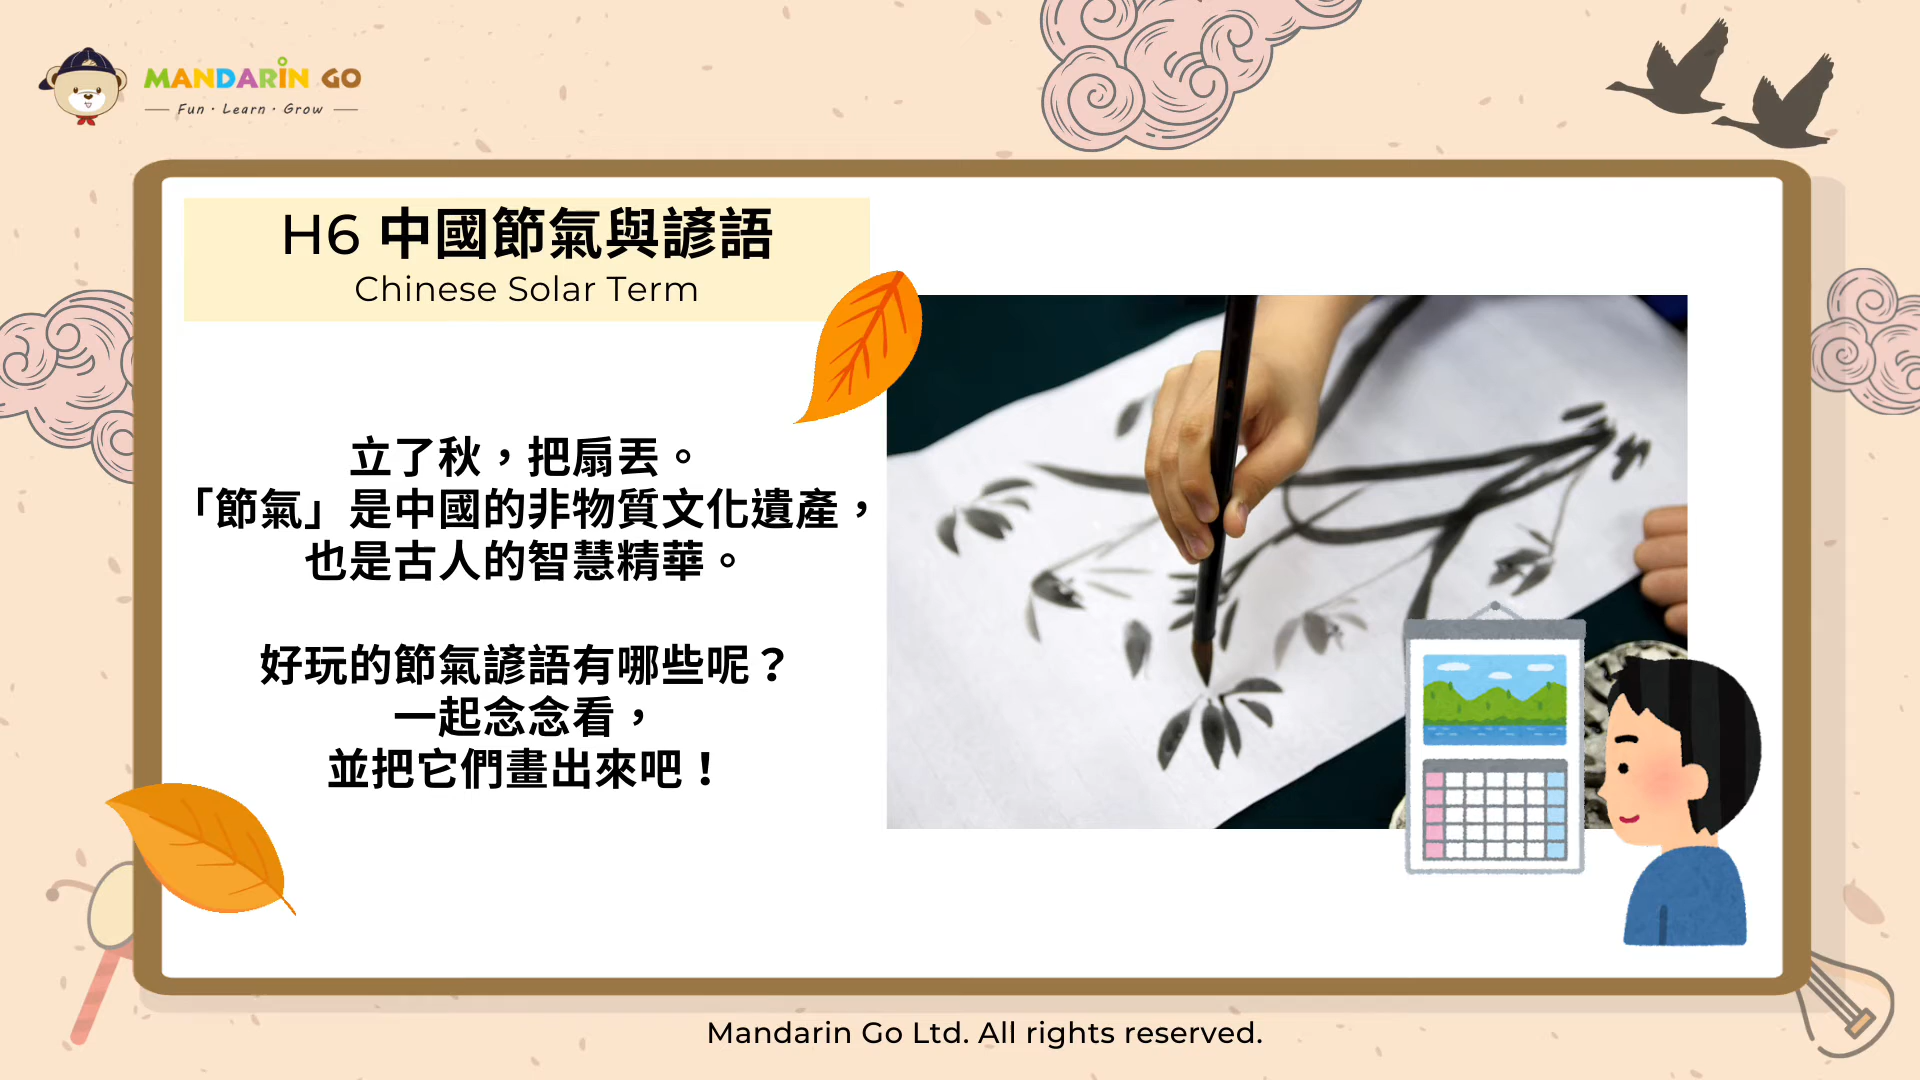 MANDARIN GO
Fun · Learn · Grow
H6 中國節氣與諺語
Chinese Solar Term
立了秋，把扇丟。
「節氣」是中國的非物質文化遺產，
也是古人的智慧精華。
好玩的節氣諺語有哪些呢？
一起念念看，
並把它們畫出來吧！
Mandarin Go Ltd. All rights reserved.